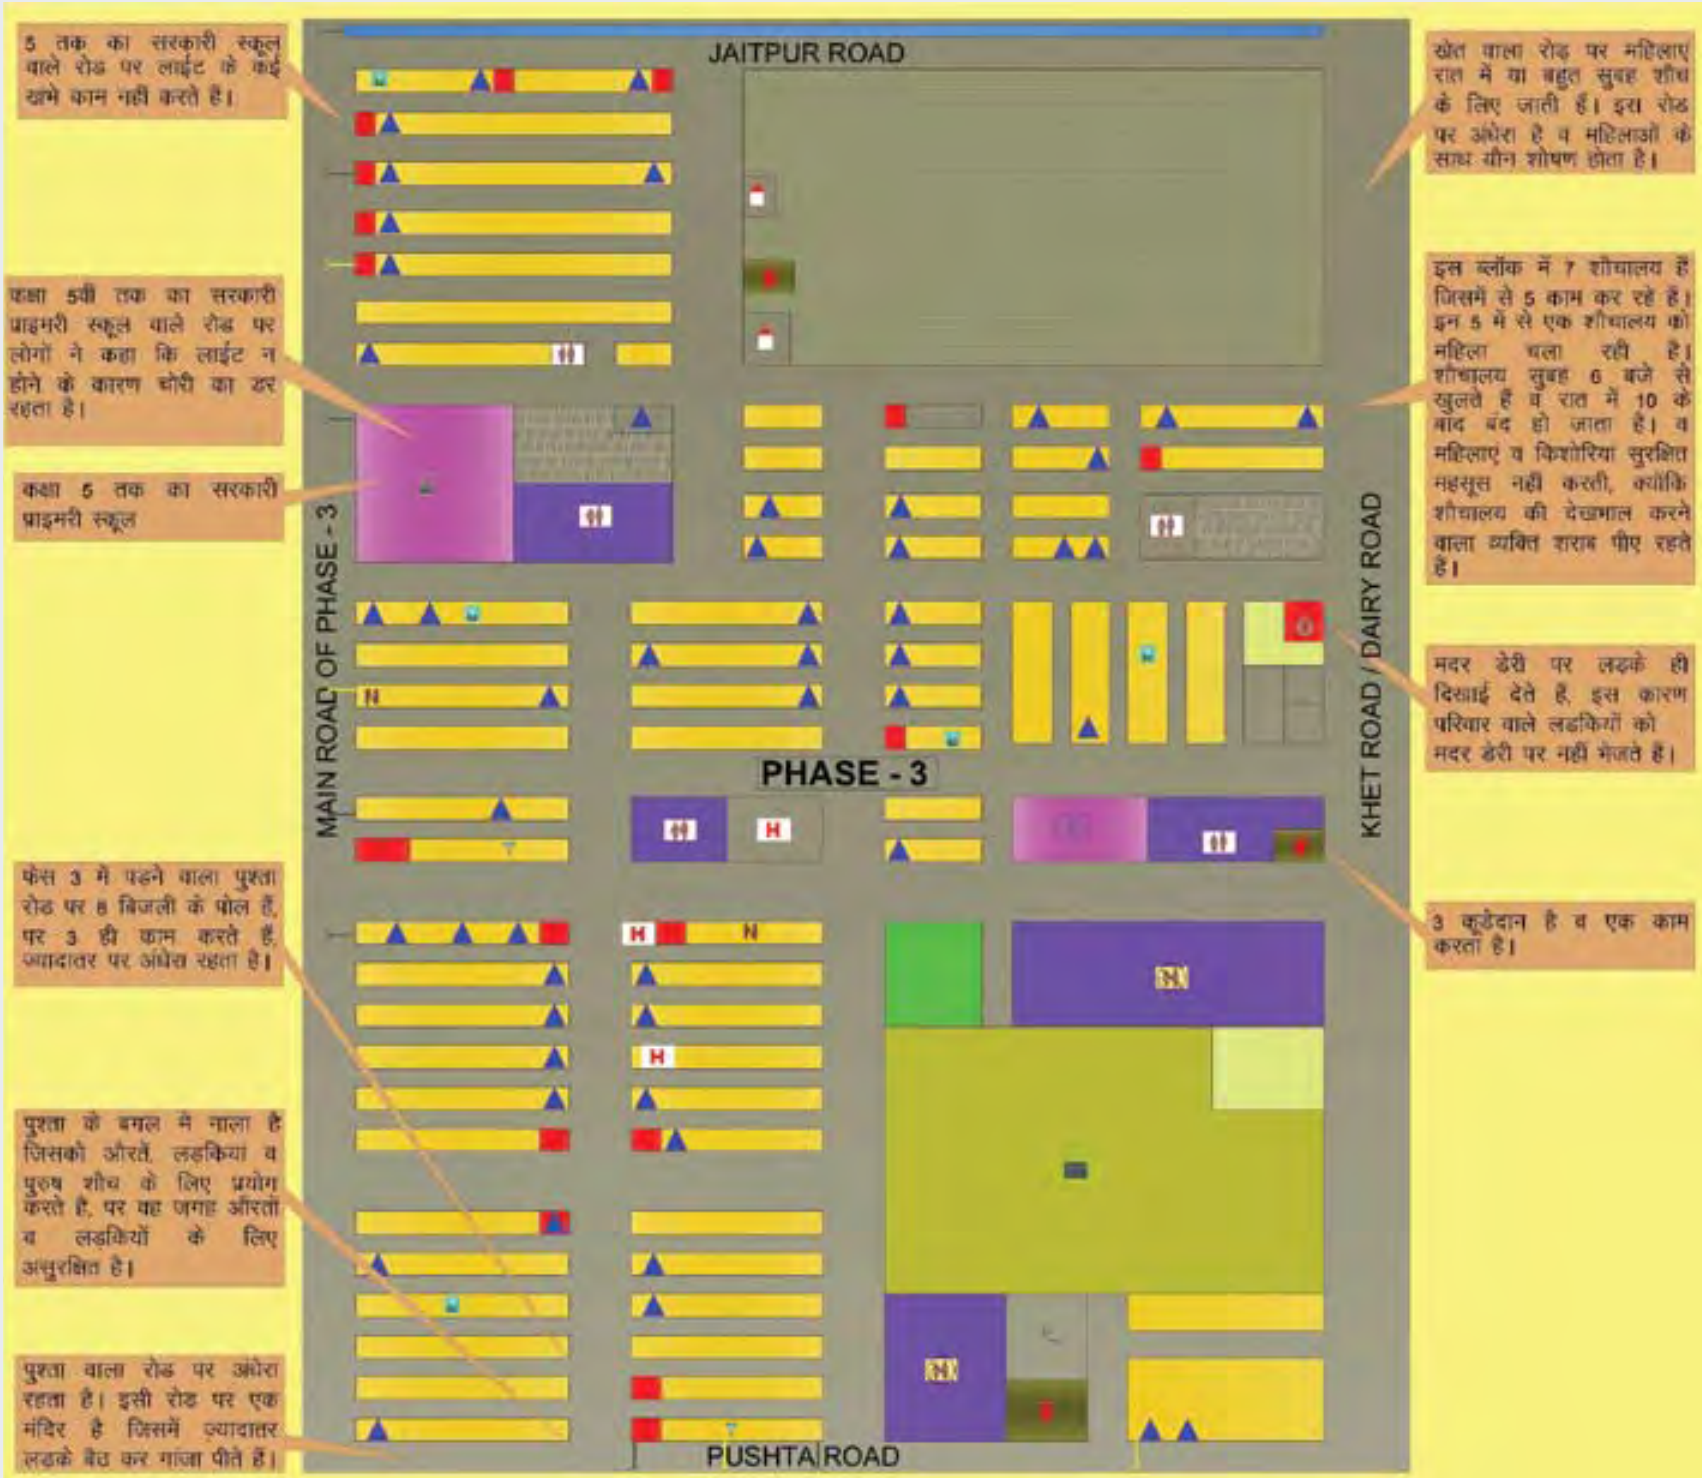 5 तक का सरकारी स्कूल
वाले रोड पर लाईट के कई
खंभे काम नही करते है।
कक्षा 5वी तक का सरकारी
प्राइमरी स्कूल वाले रोड पर
लोगों ने कहा कि लाईट न
होने के कारण चोरी का डर
रहता है।
कक्षा 5 तक का सरकारी
प्राइमरी स्कूल
फेस 3 में पडने वाला पुश्ता
रोड पर 8 बिजली के पोल हैं,
पर 3 ही काम करते हैं,
ज्यादातर पर अंधेरा रहता है।
पुश्ता के बगल मे नाला है
जिसको औरतें, लडकियां व
पुरुष शौच के लिए प्रयोग
करते है, पर वह जगह औरतों
व लड़कियों के लिए
असुरक्षित है।
पुश्ता वाला रोड पर अंधेरा
रहता है। इसी रोड पर एक
मंदिर है जिसमें ज्यादातर
लडके बैठ कर गांजा पीते हैं।
JAITPUR ROAD
MAIN ROAD OF PHASE - 3
PHASE - 3
KHET ROAD / DAIRY ROAD
PUSHTA ROAD
N
H
H
N
H
खेत वाला रोड़ पर महिलाएं
रात में या बहुत सुबह शौच
के लिए जाती हैं। इस रोड
पर अंधेरा है व महिलाओं के
साथ यौन शोषण होता है।
इस ब्लॉक में 7 शौचालय हैं
जिसमें से 5 काम कर रहे है।
इन 5 में से एक शौचालय को
महिला चला रही है।
शौचालय सुबह 6 बजे से
खुलते हैं व रात में 10 के
बाद बंद हो जाता है। व
महिलाएं व किशोरियां सुरक्षित
महसूस नहीं करती, क्योंकि
शौचालय की देखभाल करने
वाला व्यक्ति शराब पीए रहते
हैं।
मदर डेरी पर लड़के ही
दिखाई देते हैं, इस कारण
परिवार वाले लडकियों को
मदर डेरी पर नहीं भेजते है।
3 कूडेदान है व एक काम
करता है।